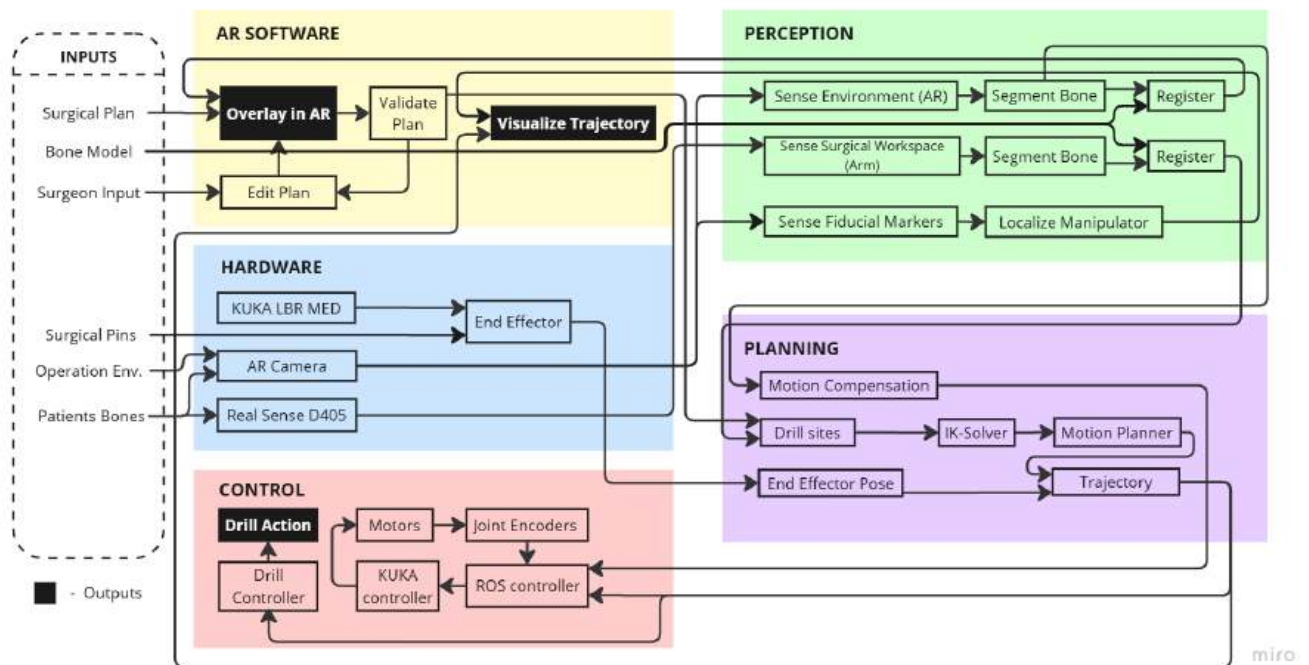 INPUTS
Surgical Plan
Bone Model
Surgeon Input
Surgical Pins
Operation Env.
Patients Bones
- Outputs
AR SOFTWARE
Overlay in AR
Validate
Plan
Visualize Trajectory
Edit Plan
HARDWARE
KUKA LBR MED
End Effector
AR Camera
Real Sense D405
CONTROL
Drill Action
Motors
Joint Encoders
Drill
Controller
KUKA
controller
ROS controller
PERCEPTION
Sense Environment (AR)
Segment Bone
Register
Sense Surgical Workspace
(Arm)
Segment Bone
Register
Sense Fiducial Markers
Localize Manipulator
PLANNING
Motion Compensation
Drill sites
IK-Solver
Motion Planner
End Effector Pose
Trajectory
miro